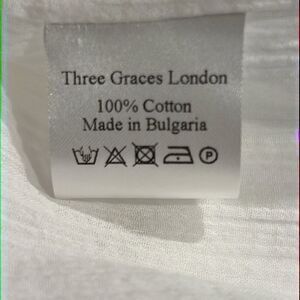 Three Graces London
100% Cotton
Made in Bulgaria
P